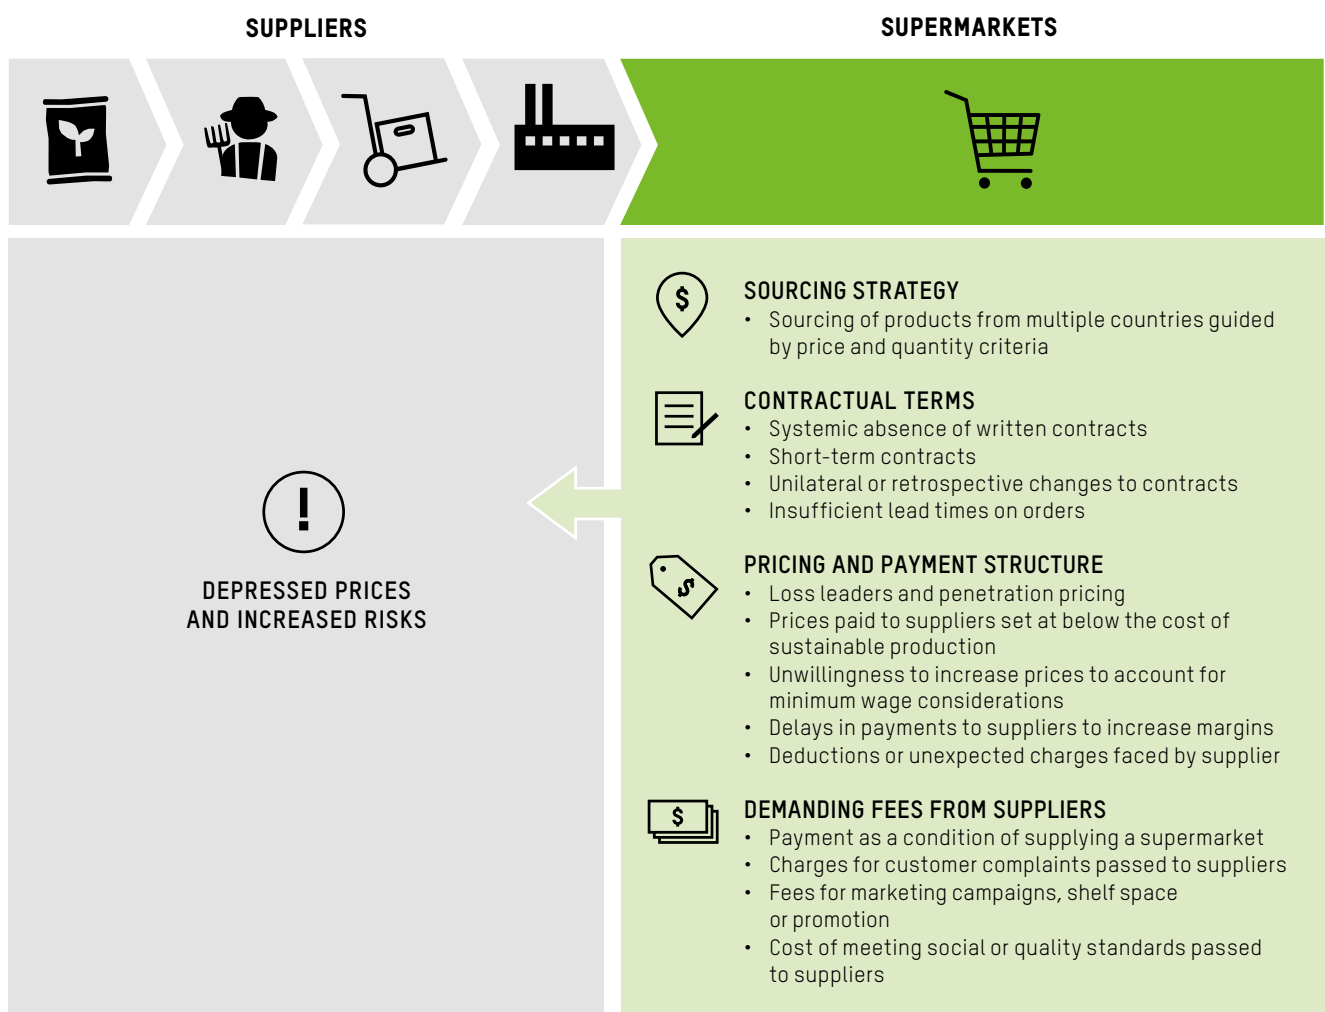 SUPPLIERS
SUPERMARKETS
SOURCING STRATEGY
• Sourcing of products from multiple countries guided
by price and quantity criteria
CONTRACTUAL TERMS
• Systemic absence of written contracts
• Short-term contracts
• Unilateral or retrospective changes to contracts
• Insufficient lead times on orders
!
DEPRESSED PRICES
AND INCREASED RISKS
PRICING AND PAYMENT STRUCTURE
• Loss leaders and penetration pricing
• Prices paid to suppliers set at below the cost of
sustainable production
• Unwillingness to increase prices to account for
minimum wage considerations
• Delays in payments to suppliers to increase margins
• Deductions or unexpected charges faced by supplier
DEMANDING FEES FROM SUPPLIERS
• Payment as a condition of supplying a supermarket
• Charges for customer complaints passed to suppliers
• Fees for marketing campaigns, shelf space
or promotion
• Cost of meeting social or quality standards passed
to suppliers
$
$
$